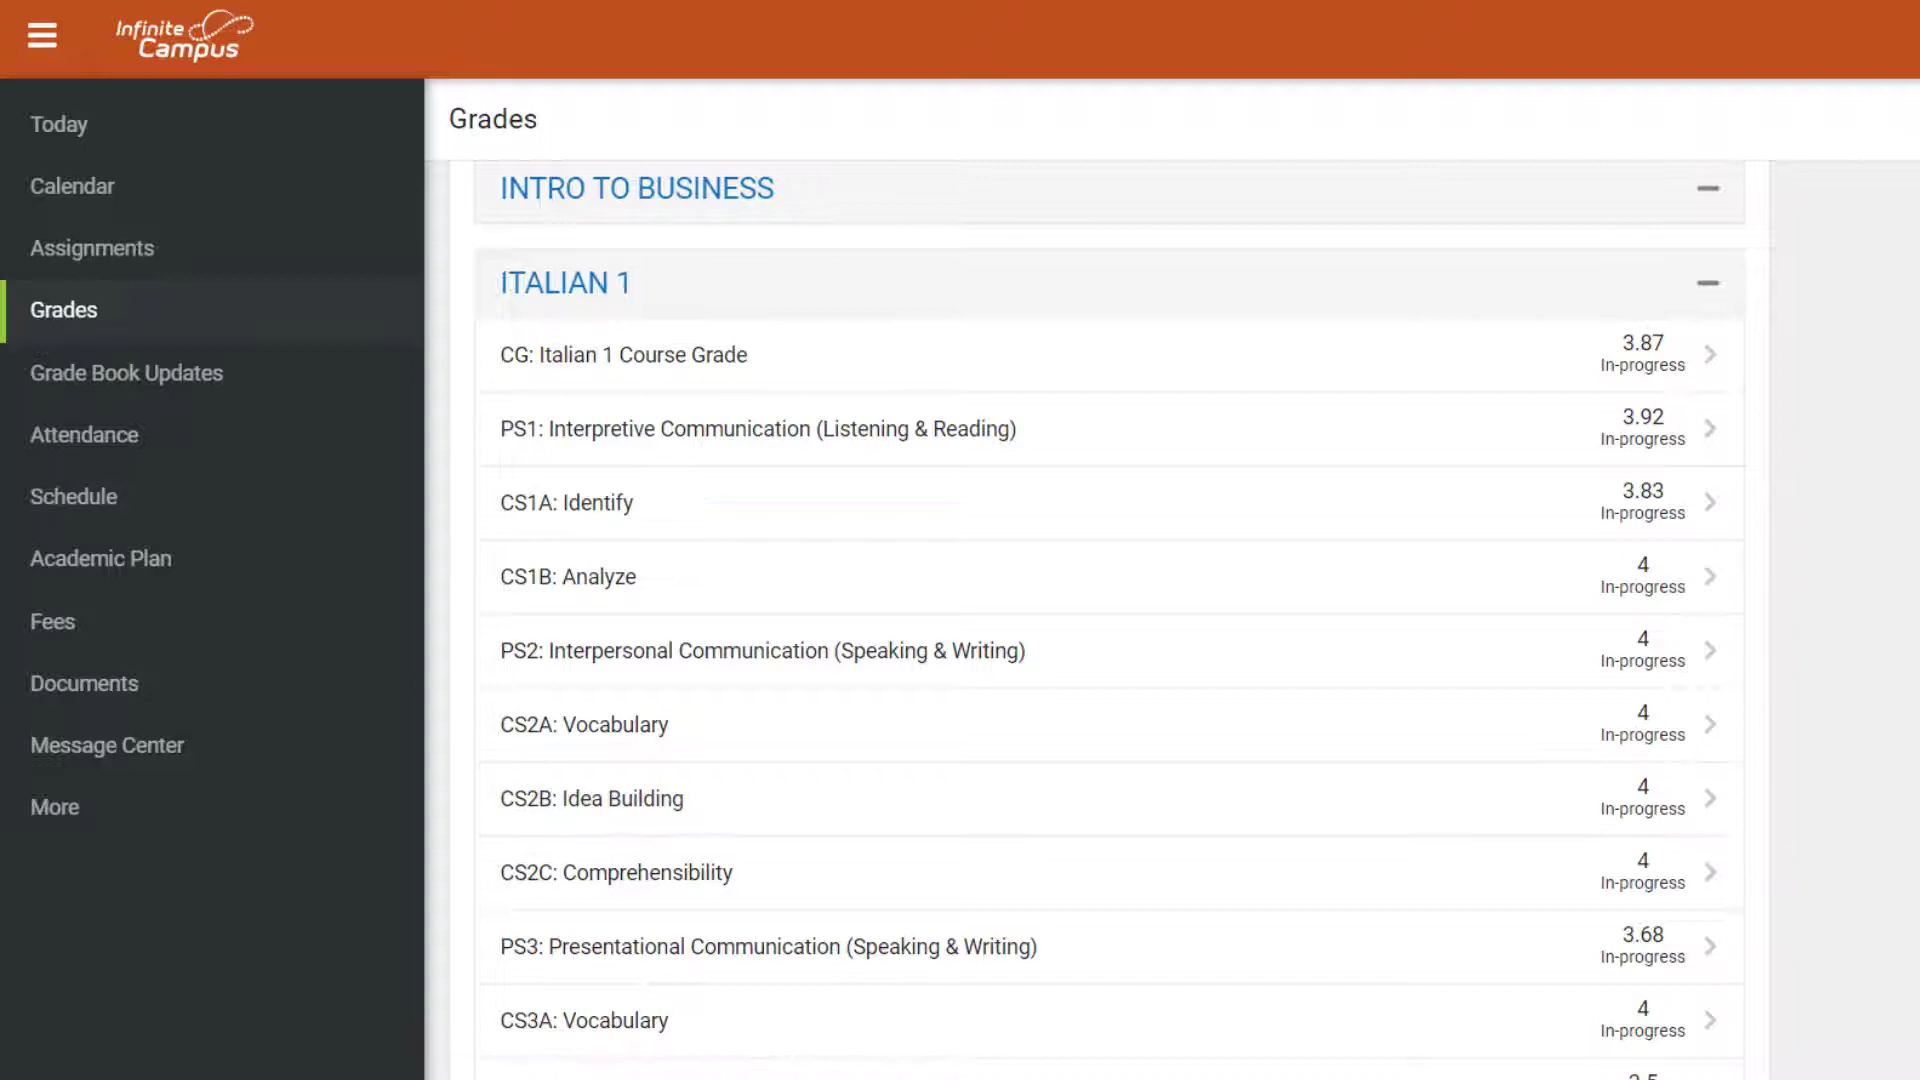 Infinite
Campus
Today
Calendar
Assignments
Grades
Grade Book Updates
Attendance
Schedule
Academic Plan
Fees
Documents
Message Center
More
Grades
INTRO TO BUSINESS
ITALIAN 1
CG: Italian 1 Course Grade
3.87
In-progress
PS1: Interpretive Communication (Listening & Reading)
3.92
In-progress
CS1A: Identify
3.83
In-progress
CS1B: Analyze
4
In-progress
PS2: Interpersonal Communication (Speaking & Writing)
4
In-progress
CS2A: Vocabulary
4
In-progress
CS2B: Idea Building
4
In-progress
CS2C: Comprehensibility
4
In-progress
PS3: Presentational Communication (Speaking & Writing)
3.68
In-progress
CS3A: Vocabulary
4
In-progress